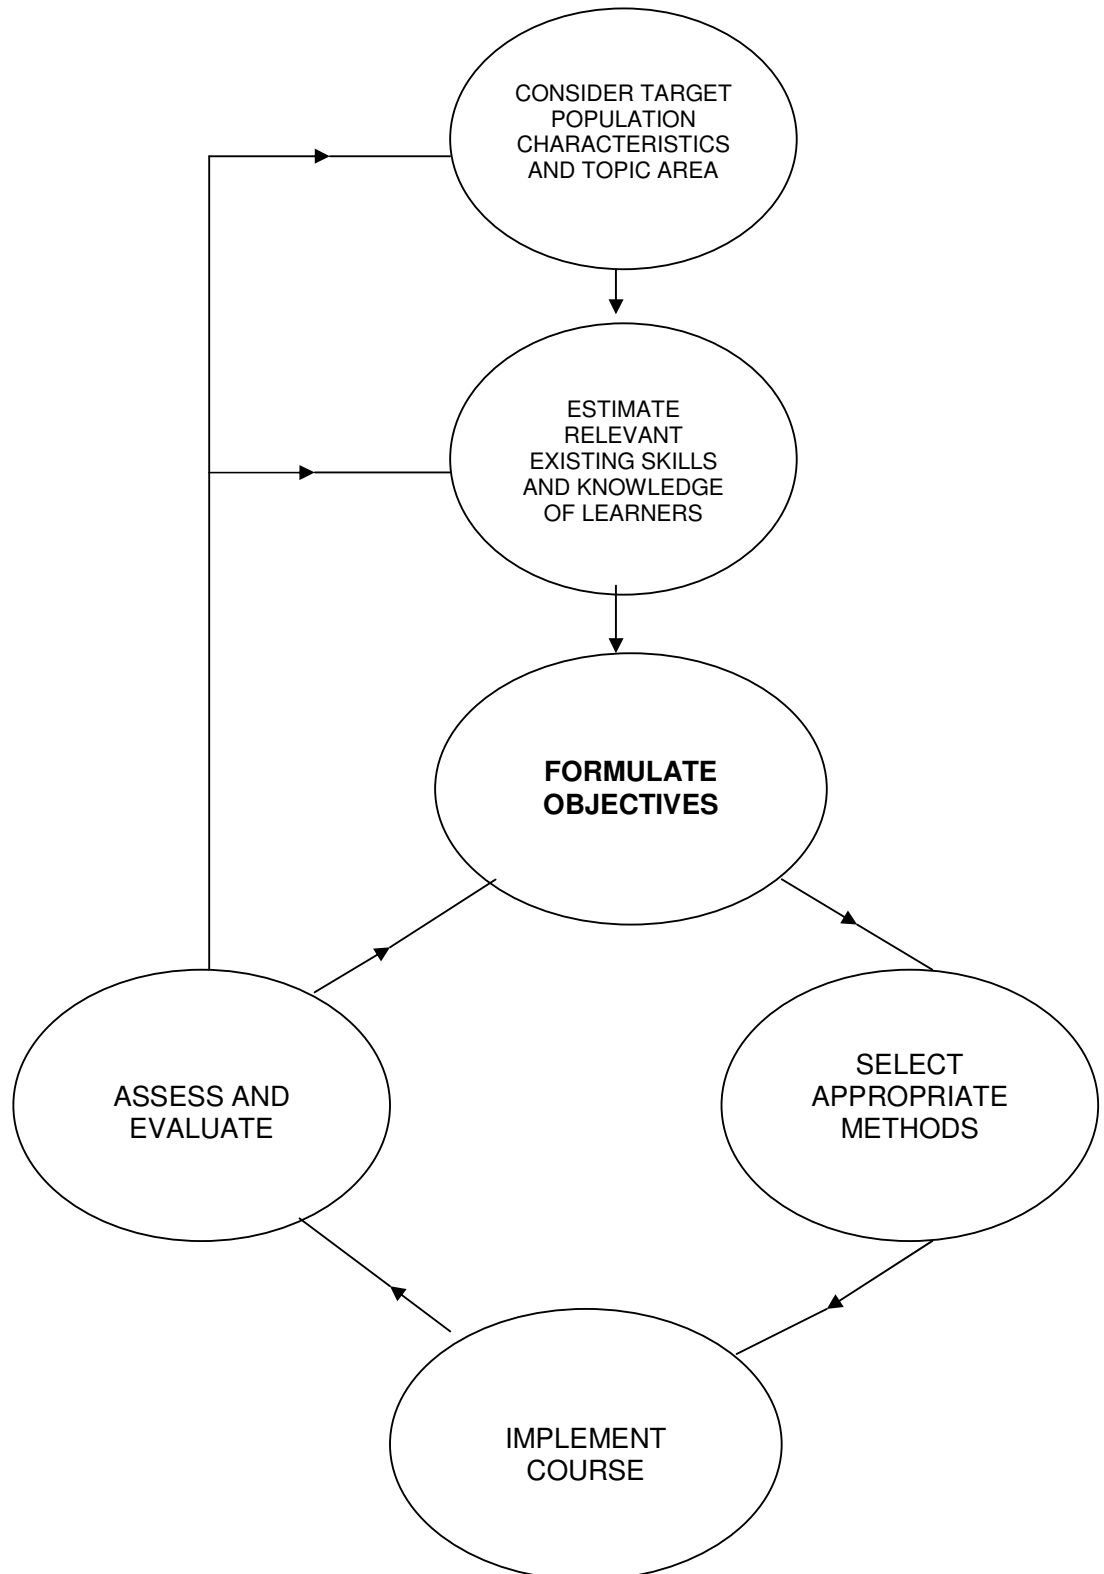 CONSIDER TARGET
POPULATION
CHARACTERISTICS
AND TOPIC AREA
ESTIMATE
RELEVANT
EXISTING SKILLS
AND KNOWLEDGE
OF LEARNERS
FORMULATE
OBJECTIVES
ASSESS AND
EVALUATE
SELECT
APPROPRIATE
METHODS
IMPLEMENT
COURSE